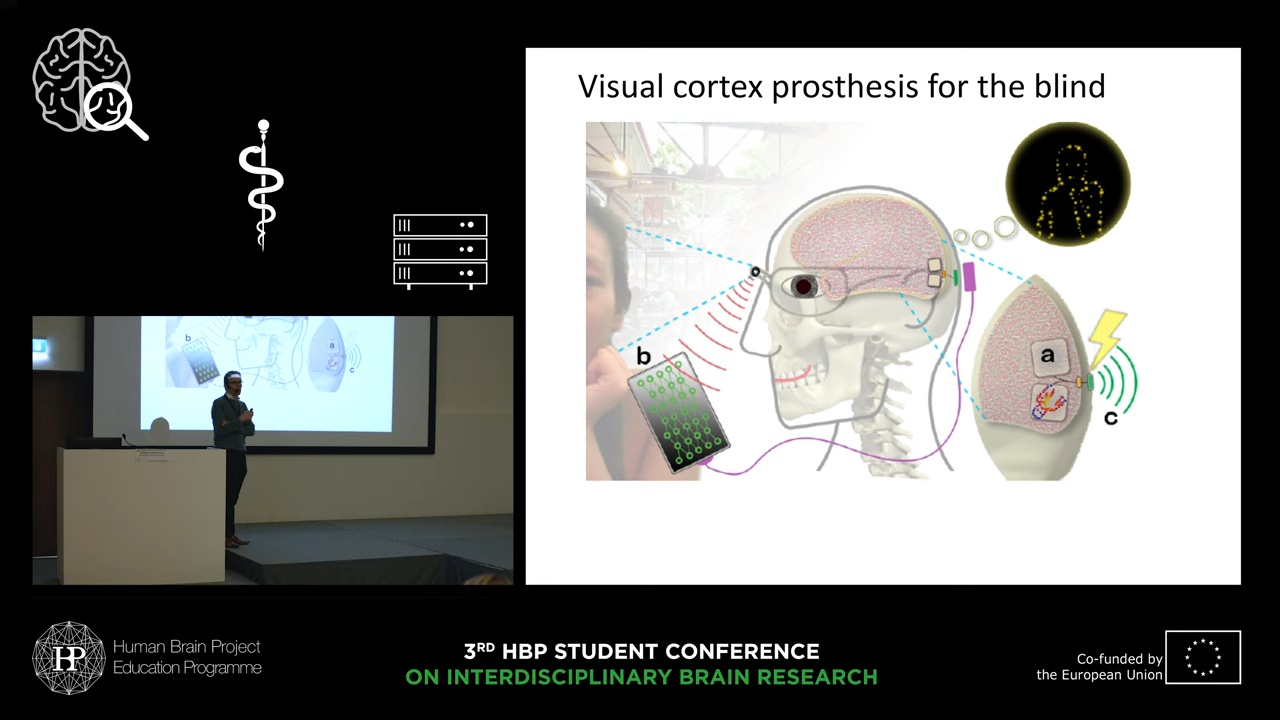 Visual cortex prosthesis for the blind
b
a
c
b
c
HP
Human Brain Project
Education Programme
3RD HBP STUDENT CONFERENCE
ON INTERDISCIPLINARY BRAIN RESEARCH
Co-funded by
the European Union